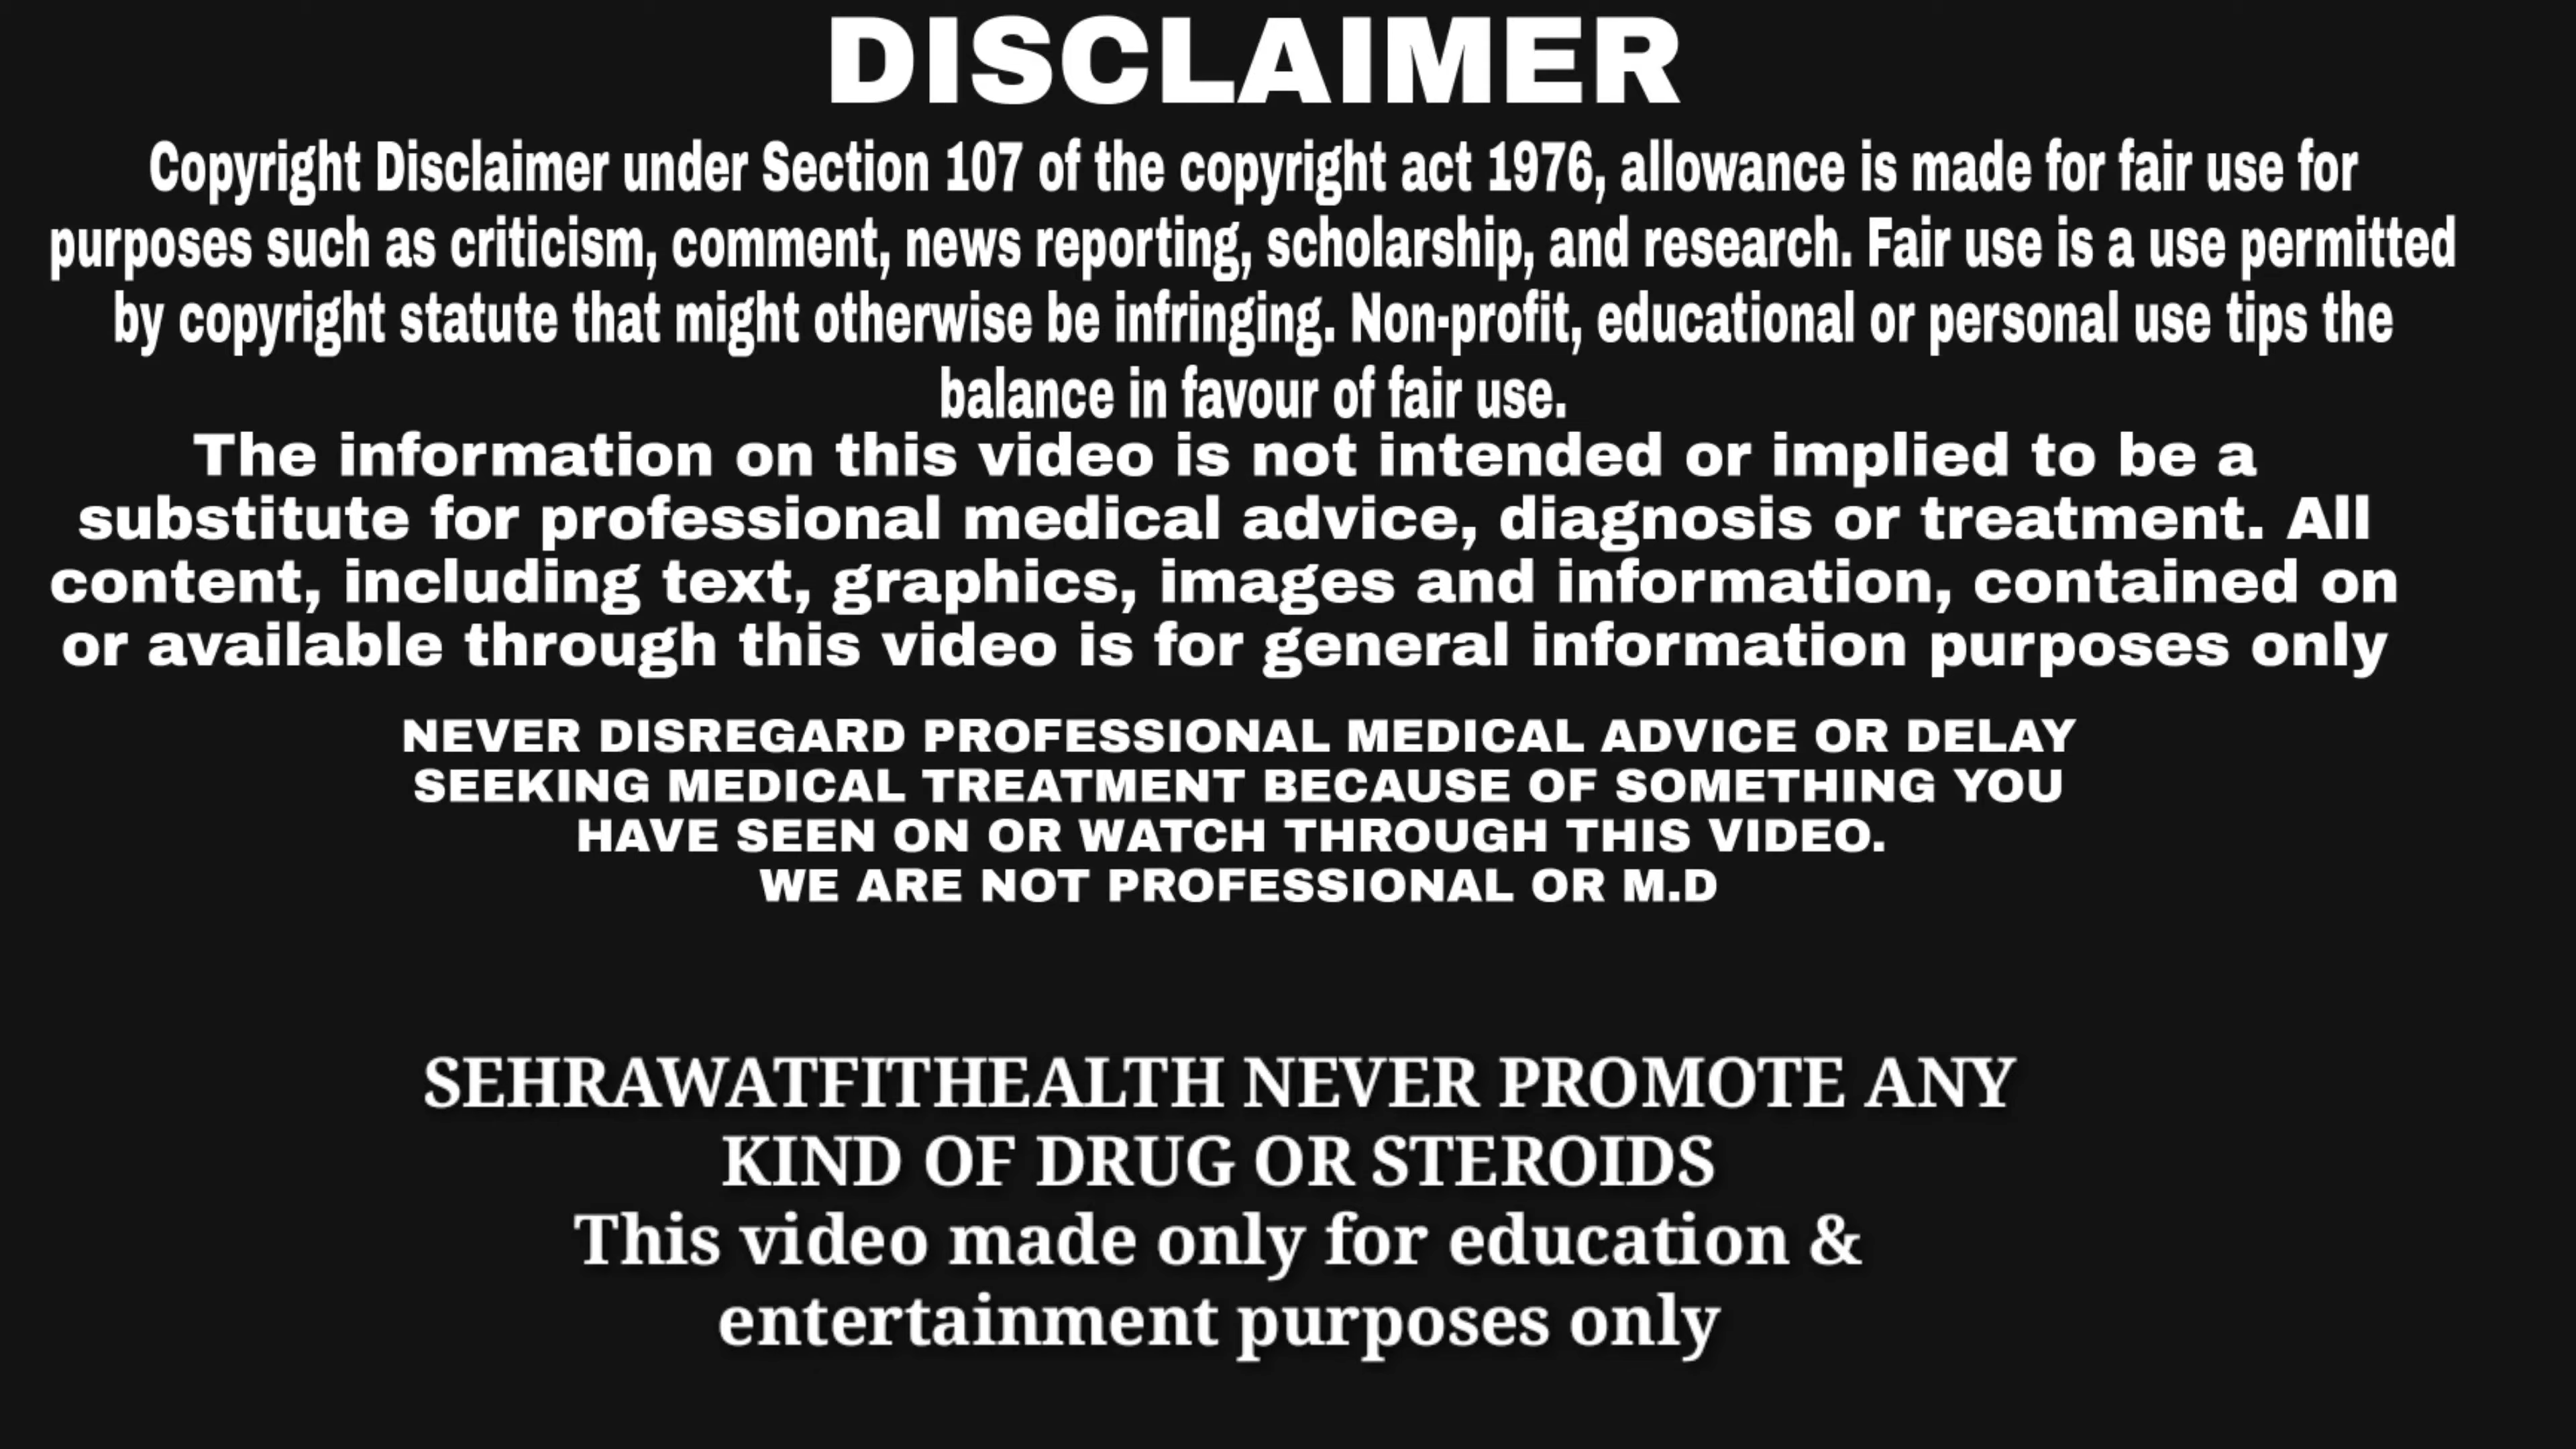 DISCLAIMER
Copyright Disclaimer under Section 107 of the copyright act 1976, allowance is made for fair use for
purposes such as criticism, comment, news reporting, scholarship, and research. Fair use is a use permitted
by copyright statute that might otherwise be infringing. Non-profit, educational or personal use tips the
balance in favour of fair use.
The information on this video is not intended or implied to be a
substitute for professional medical advice, diagnosis or treatment. All
content, including text, graphics, images and information, contained on
or available through this video is for general information purposes only
NEVER DISREGARD PROFESSIONAL MEDICAL ADVICE OR DELAY
SEEKING MEDICAL TREATMENT BECAUSE OF SOMETHING YOU
HAVE SEEN ON OR WATCH THROUGH THIS VIDEO.
WE ARE NOT PROFESSIONAL OR M.D
SEHRAWATFITHEALTH NEVER PROMOTE ANY
KIND OF DRUG OR STEROIDS
This video made only for education &
entertainment purposes only